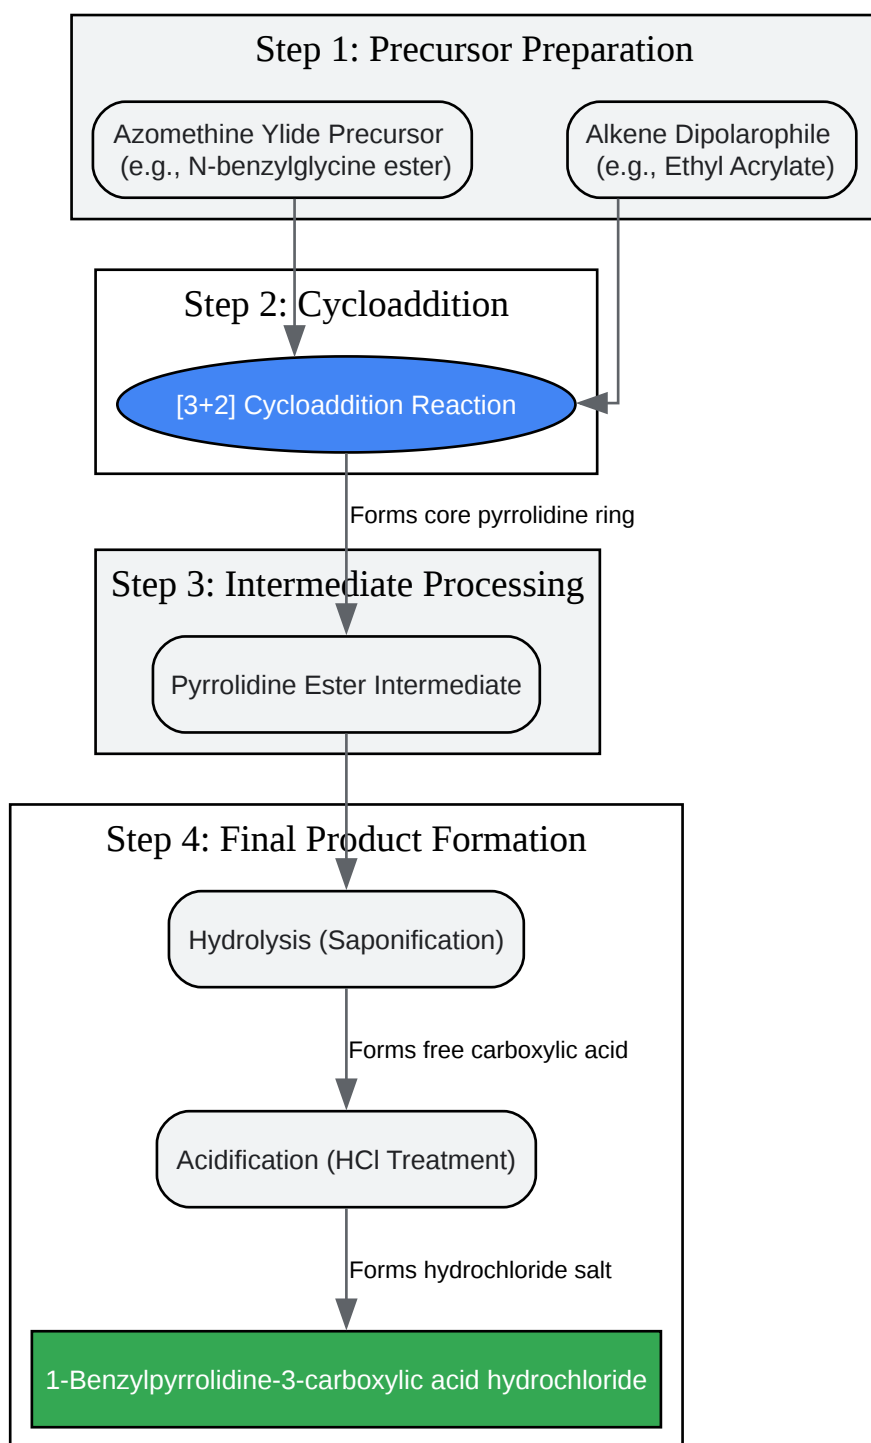 Step 1: Precursor Preparation
Azomethine Ylide Precursor
(e.g., N-benzylglycine ester)
Alkene Dipolarophile
(e.g., Ethyl Acrylate)
Step 2: Cycloaddition
[3+2] Cycloaddition Reaction
Forms core pyrrolidine ring
Step 3: Intermediate Processing
Pyrrolidine Ester Intermediate
Step 4: Final Product Formation
Hydrolysis (Saponification)
Forms free carboxylic acid
Acidification (HCl Treatment)
Forms hydrochloride salt
1-Benzylpyrrolidine-3-carboxylic acid hydrochloride